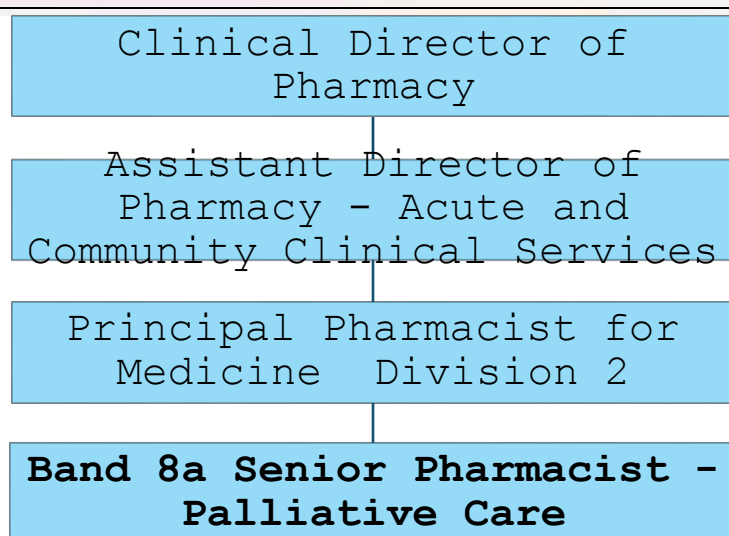 Clinical Director of
Pharmacy
Assistant Director of
Pharmacy - Acute and
Community Clinical Services
Principal Pharmacist for
Medicine  Division 2
Band 8a Senior Pharmacist -
Palliative Care